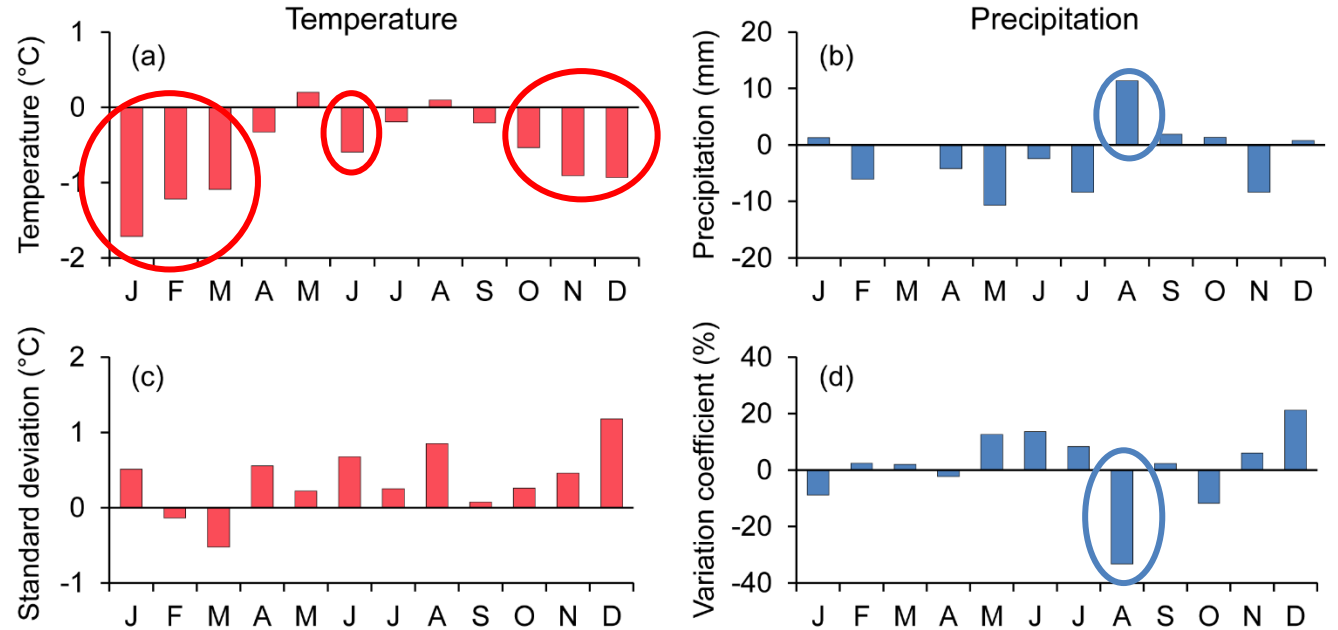 Temperature
Temperature (°C)
(a)
1
0
-1
-2
J F M A M J J A S O N D
Precipitation
Precipitation (mm)
(b)
20
10
0
-10
-20
J F M A M J J A S O N D
Standard deviation (°C)
(c)
2
1
0
-1
J F M A M J J A S O N D
Variation coefficient (%)
(d)
40
20
0
-20
-40
J F M A M J J A S O N D